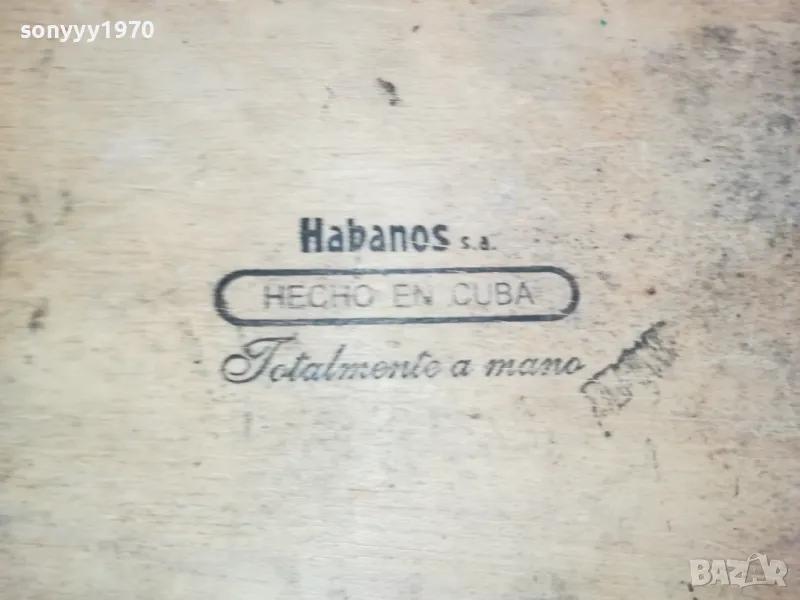 sonyyy1970
Habanos s.a.
HECHO EN CUBA
Totalmente a mano
BAZAR